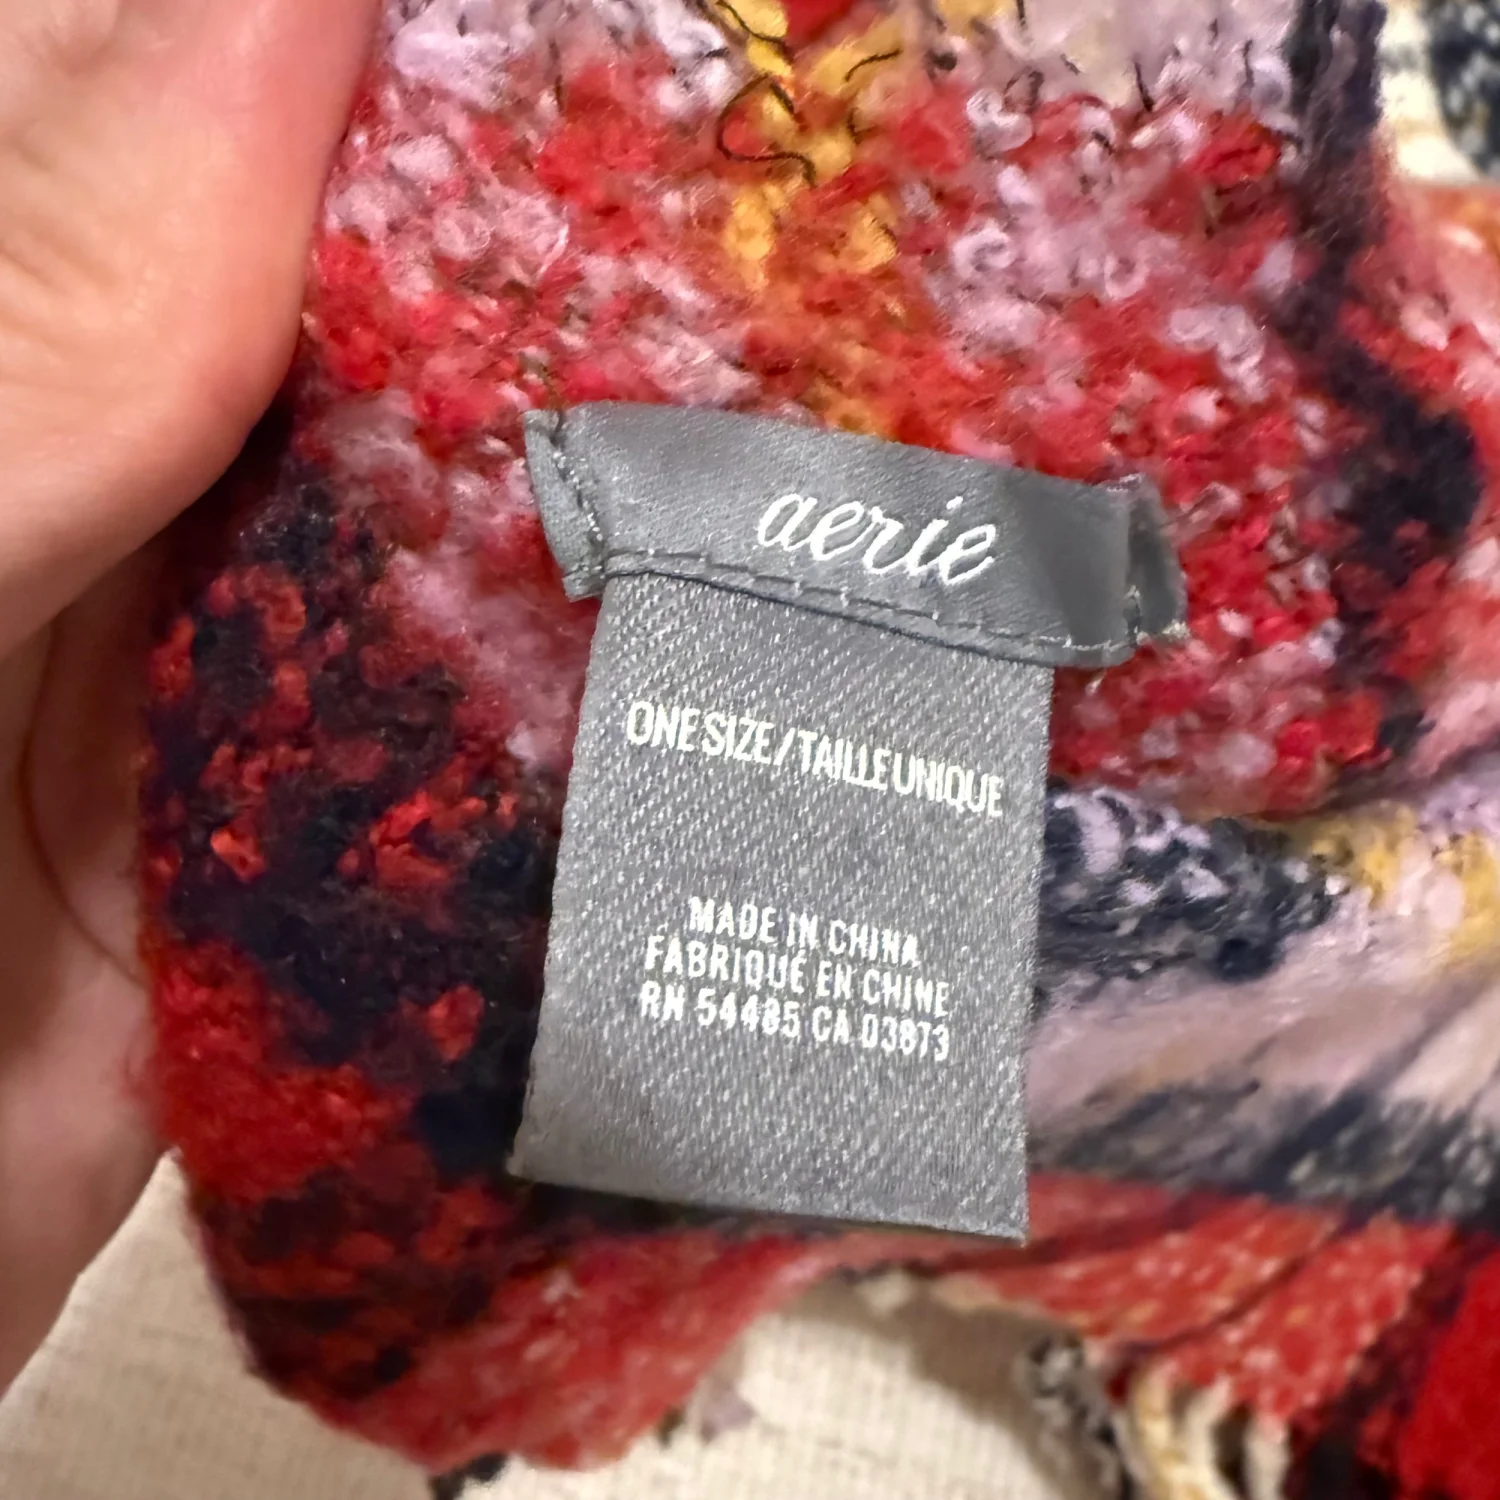 aerie
ONE SIZE/TAILLE UNIQUE
MADE IN CHINA
FABRIQUÉ EN CHINE
RN 54485 CA 03873